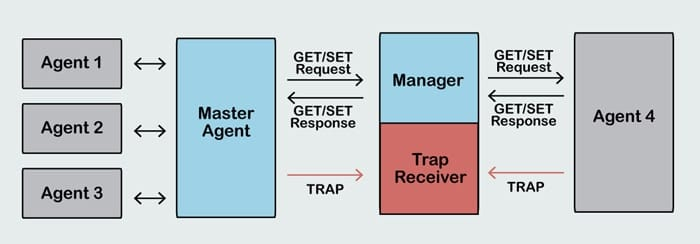 Agent 1
Agent 2
Agent 3
Master
Agent
GET/SET
Request
GET/SET
Response
TRAP
Manager
Trap
Receiver
GET/SET
Request
GET/SET
Response
TRAP
Agent 4